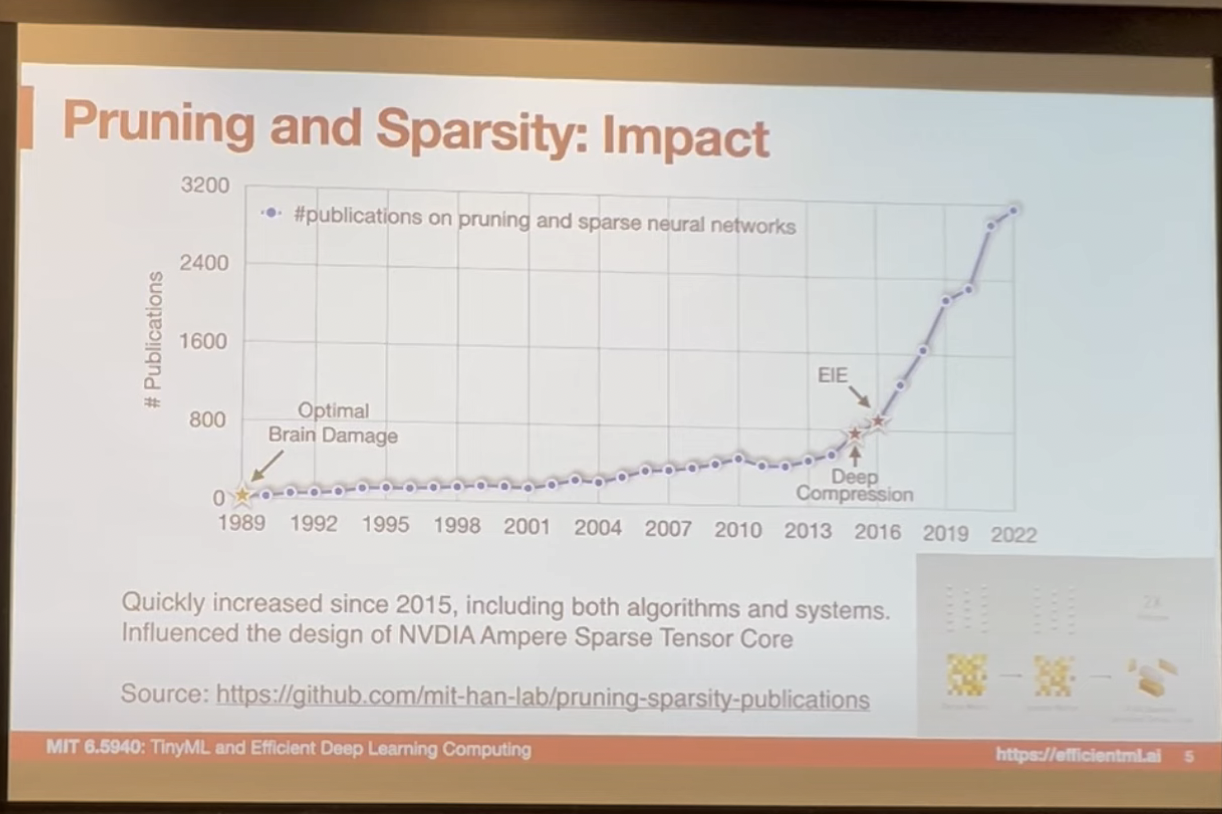 Pruning and Sparsity: Impact
3200
#publications on pruning and sparse neural networks
2400
# Publications
1600
EIE
800
Optimal
Brain Damage
Deep
Compression
0
1989 1992 1995 1998 2001 2004 2007 2010 2013 2016 2019 2022
Quickly increased since 2015, including both algorithms and systems.
Influenced the design of NVDIA Ampere Sparse Tensor Core
2X
Source: https://github.com/mit-han-lab/pruning-sparsity-publications
MIT 6.5940: TinyML and Efficient Deep Learning Computing
https://efficientml.ai 5